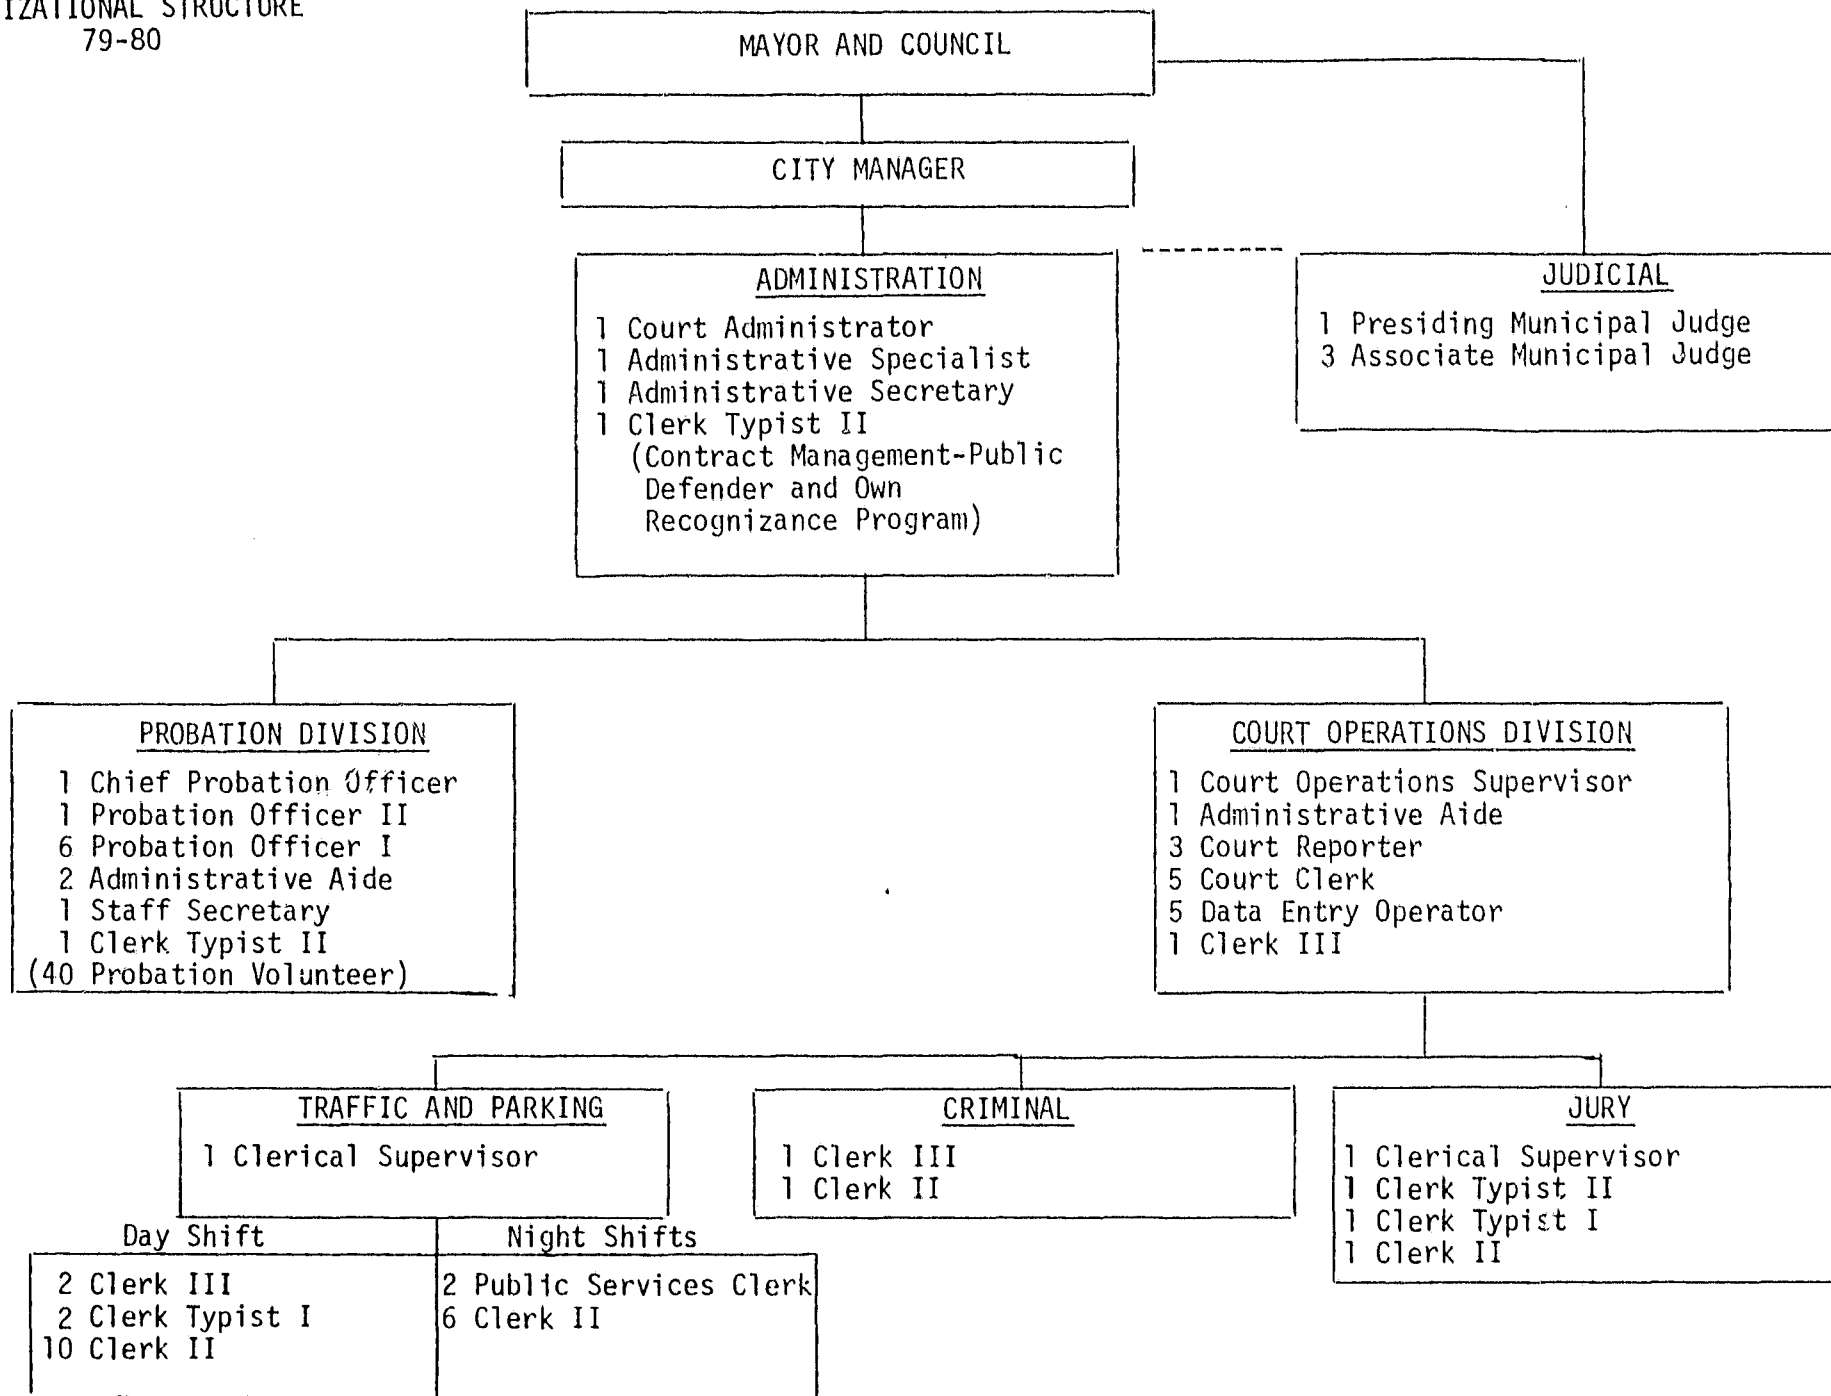 IZATIONAL STRUCTURE
79-80
MAYOR AND COUNCIL
CITY MANAGER
ADMINISTRATION
1 Court Administrator
1 Administrative Specialist
1 Administrative Secretary
1 Clerk Typist II
(Contract Management-Public
Defender and Own
Recognizance Program)
JUDICIAL
1 Presiding Municipal Judge
3 Associate Municipal Judge
PROBATION DIVISION
1 Chief Probation Officer
1 Probation Officer II
6 Probation Officer I
2 Administrative Aide
1 Staff Secretary
1 Clerk Typist II
(40 Probation Volunteer)
COURT OPERATIONS DIVISION
1 Court Operations Supervisor
1 Administrative Aide
3 Court Reporter
5 Court Clerk
5 Data Entry Operator
1 Clerk III
TRAFFIC AND PARKING
1 Clerical Supervisor
Day Shift
2 Clerk III
2 Clerk Typist I
10 Clerk II
Night Shifts
2 Public Services Clerk
6 Clerk II
CRIMINAL
1 Clerk III
1 Clerk II
JURY
1 Clerical Supervisor
1 Clerk Typist II
1 Clerk Typist I
1 Clerk II